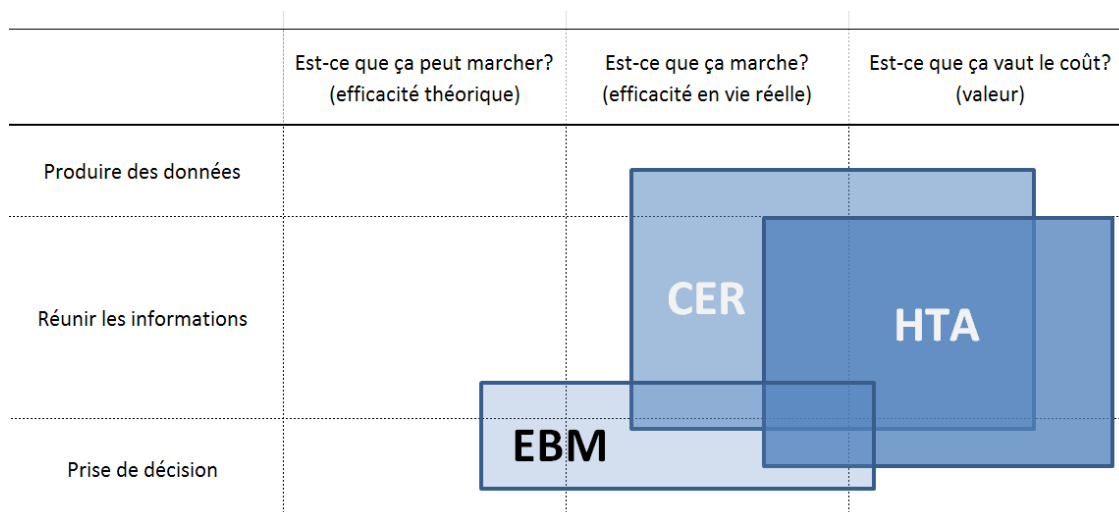 Est-ce que ça peut marcher?
(efficacité théorique)
Est-ce que ça marche?
(efficacité en vie réelle)
Est-ce que ça vaut le coût?
(valeur)
Produire des données
Réunir les informations
CER
HTA
EBM
Prise de décision